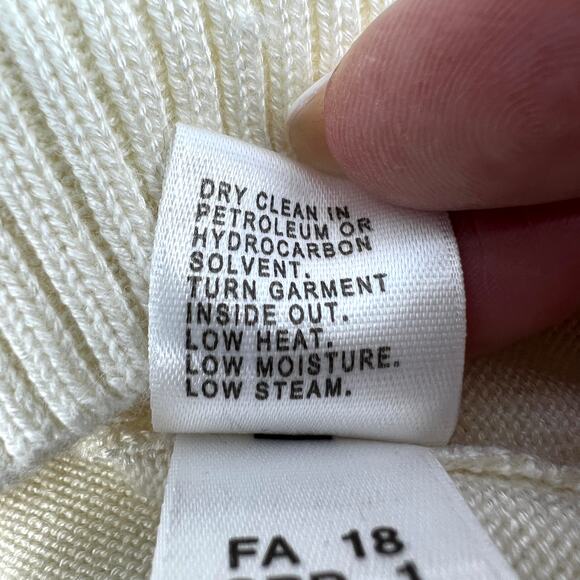 DRY CLEAN IN
PETROLEUM OR
HYDROCARBON
SOLVENT.
TURN GARMENT
INSIDE OUT.
LOW HEAT.
LOW MOISTURE.
LOW STEAM.
FA 18